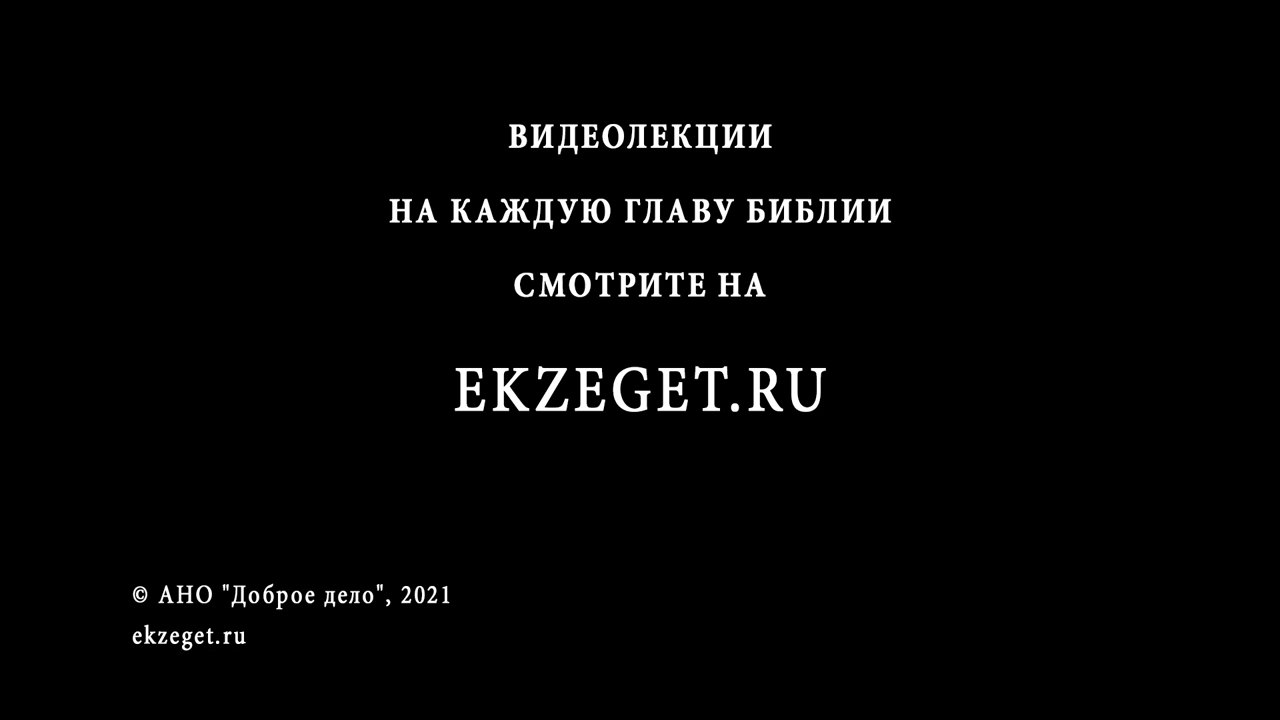 ВИДЕОЛЕКЦИИ
НА КАЖДУЮ ГЛАВУ БИБЛИИ
СМОТРИТЕ НА
EKZEGET.RU
© АНО "Доброе дело", 2021
ekzeget.ru